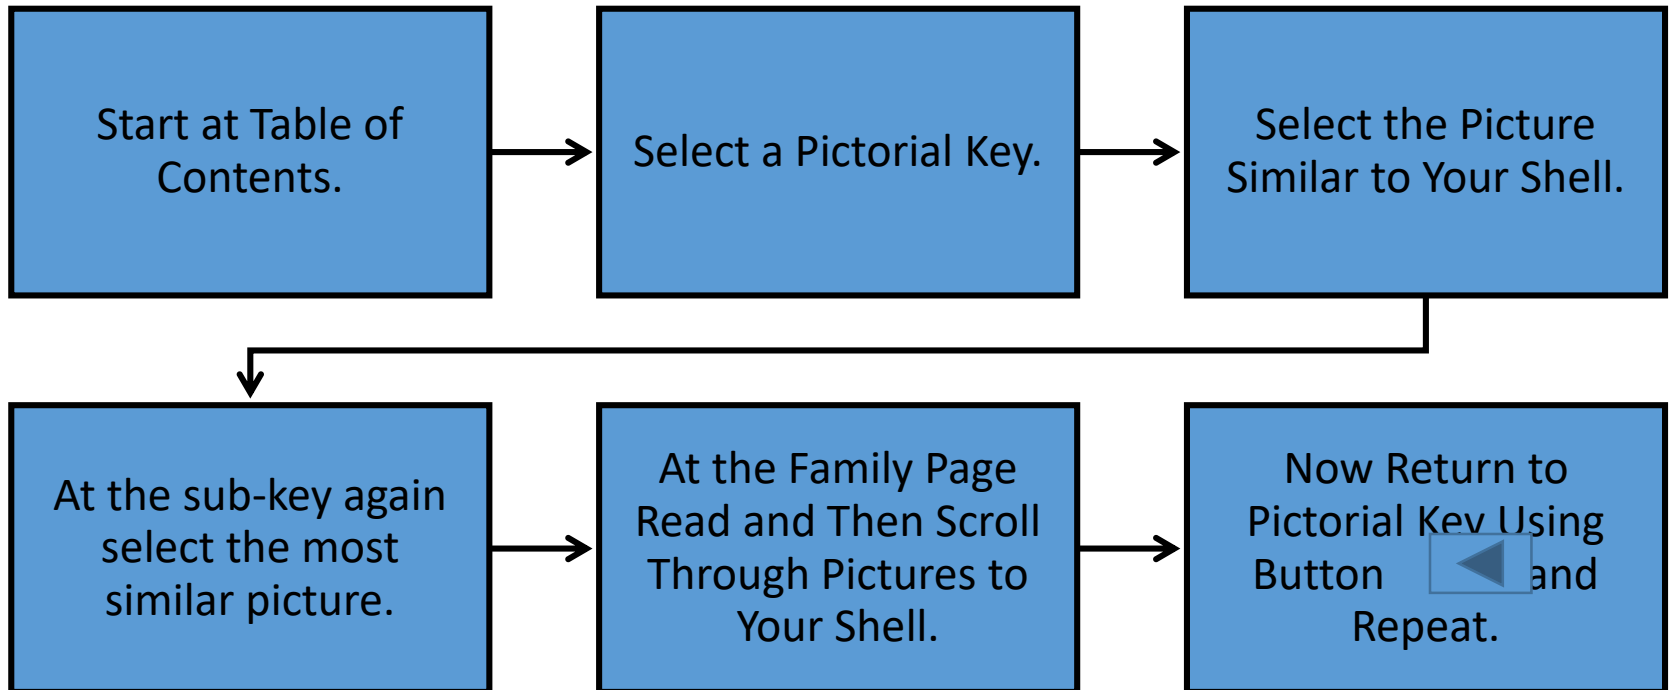 Start at Table of
Contents.
Select a Pictorial Key.
Select the Picture
Similar to Your Shell.
At the sub-key again
select the most
similar picture.
At the Family Page
Read and Then Scroll
Through Pictures to
Your Shell.
Now Return to
Pictorial Key Using
Button and
Repeat.